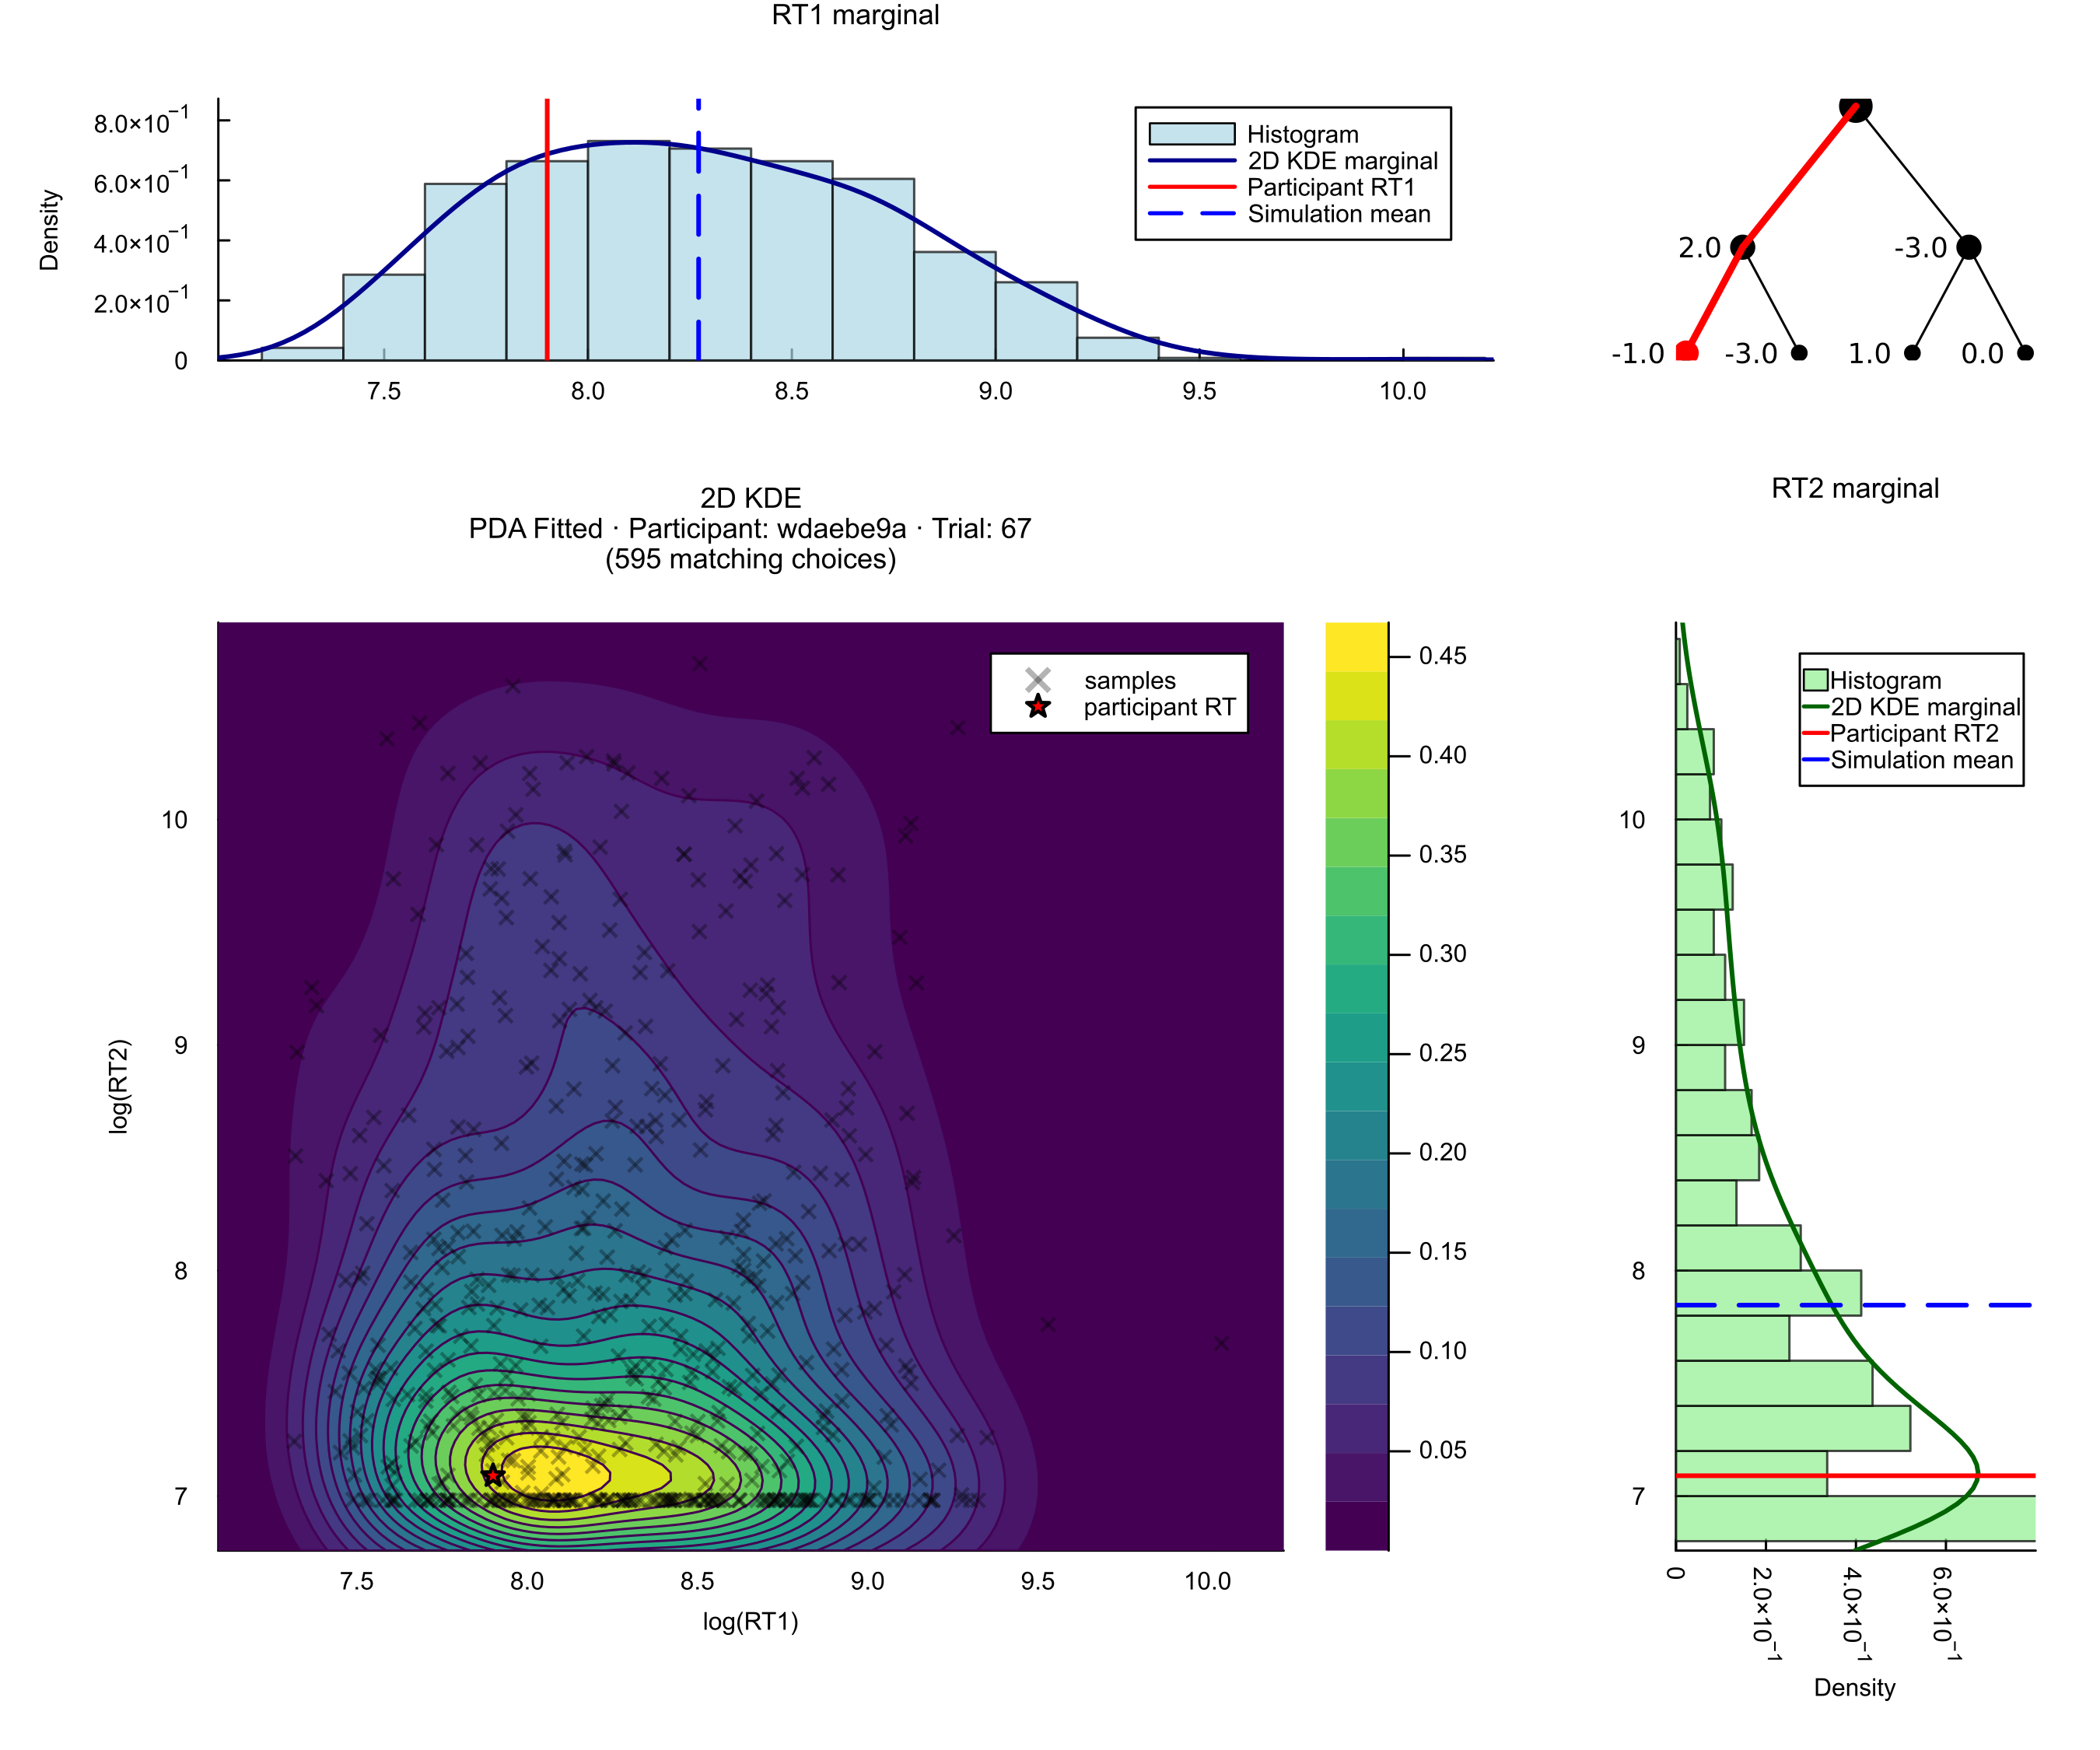 RT1 marginal
Density
8.0×10⁻¹
6.0×10⁻¹
4.0×10⁻¹
2.0×10⁻¹
0
7.5 8.0 8.5 9.0 9.5 10.0
Histogram
2D KDE marginal
Participant RT1
Simulation mean
2.0 -3.0
-1.0 -3.0 1.0 0.0
2D KDE
PDA Fitted · Participant: wdaebe9a · Trial: 67
(595 matching choices)
log(RT2)
10
9
8
7
7.5 8.0 8.5 9.0 9.5 10.0
log(RT1)
samples
participant RT
0.45
0.40
0.35
0.30
0.25
0.20
0.15
0.10
0.05
RT2 marginal
10
9
8
7
Histogram
2D KDE marginal
Participant RT2
Simulation mean
0
2.0×10⁻¹
4.0×10⁻¹
6.0×10⁻¹
Density